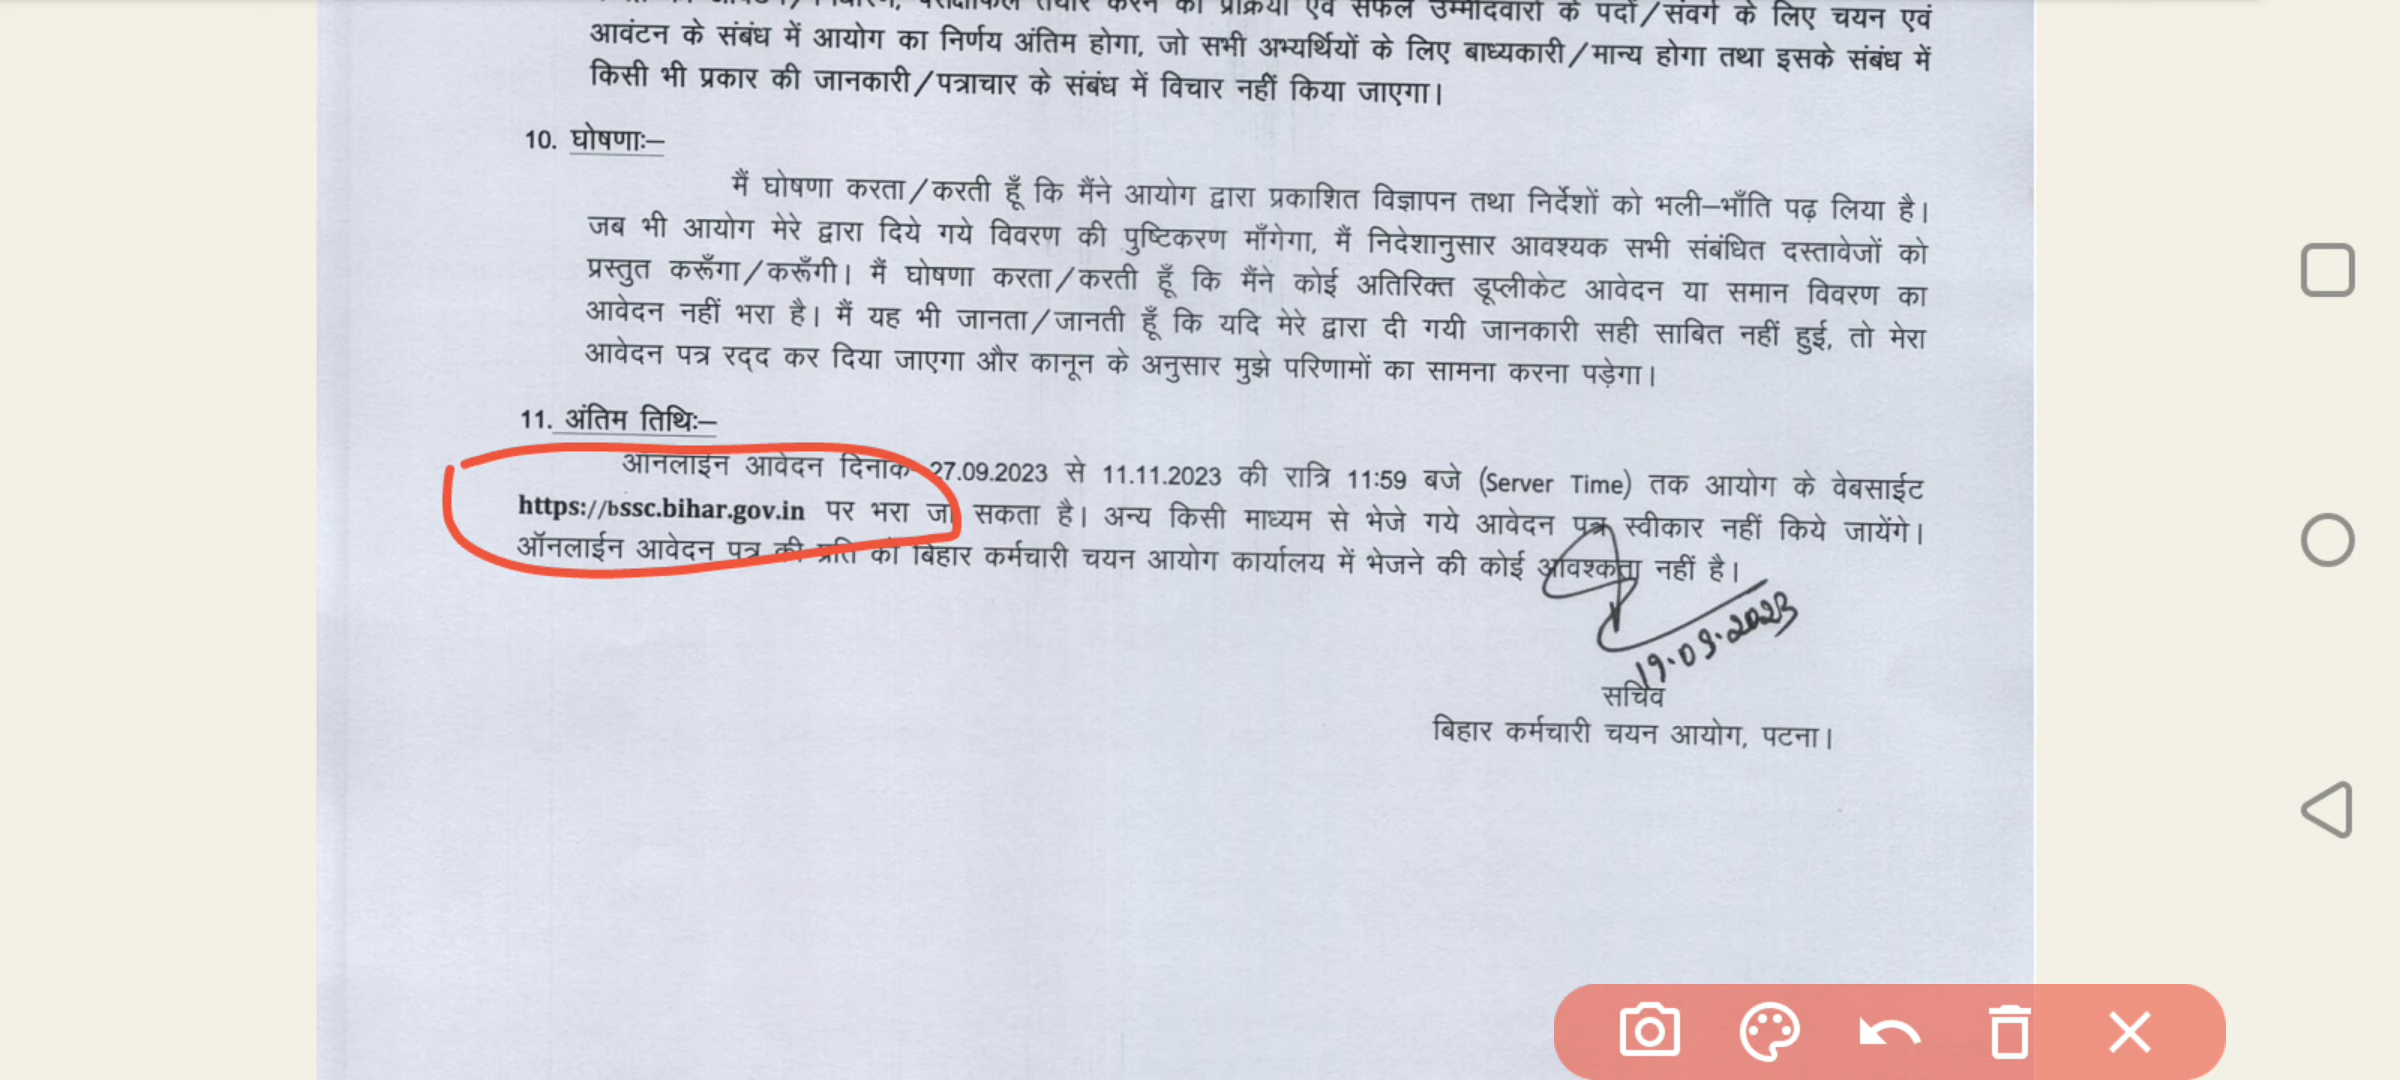 आवंटन के संबंध में आयोग का निर्णय अंतिम होगा, जो सभी अभ्यर्थियों के लिए बाध्यकारी/मान्य होगा तथा इसके संबंध में
किसी भी प्रकार की जानकारी/पत्राचार के संबंध में विचार नहीं किया जाएगा।
10. घोषणाः–
मैं घोषणा करता/करती हूँ कि मैंने आयोग द्वारा प्रकाशित विज्ञापन तथा निर्देशों को भली–भाँति पढ़ लिया है।
जब भी आयोग मेरे द्वारा दिये गये विवरण की पुष्टिकरण माँगेगा, मैं निदेशानुसार आवश्यक सभी संबंधित दस्तावेजों को
प्रस्तुत करूँगा/करूँगी। मैं घोषणा करता/करती हूँ कि मैंने कोई अतिरिक्त डूप्लीकेट आवेदन या समान विवरण का
आवेदन नहीं भरा है। मैं यह भी जानता/जानती हूँ कि यदि मेरे द्वारा दी गयी जानकारी सही साबित नहीं हुई, तो मेरा
आवेदन पत्र रद्द कर दिया जाएगा और कानून के अनुसार मुझे परिणामों का सामना करना पड़ेगा।
11. अंतिम तिथिः–
ऑनलाईन आवेदन दिनांक 27.09.2023 से 11.11.2023 की रात्रि 11:59 बजे (Server Time) तक आयोग के वेबसाईट
https://bssc.bihar.gov.in पर भरा जा सकता है। अन्य किसी माध्यम से भेजे गये आवेदन पत्र स्वीकार नहीं किये जायेंगे।
ऑनलाईन आवेदन पत्र की प्रति को बिहार कर्मचारी चयन आयोग कार्यालय में भेजने की कोई आवश्कता नहीं है।
19.09.2023
सचिव
बिहार कर्मचारी चयन आयोग, पटना।